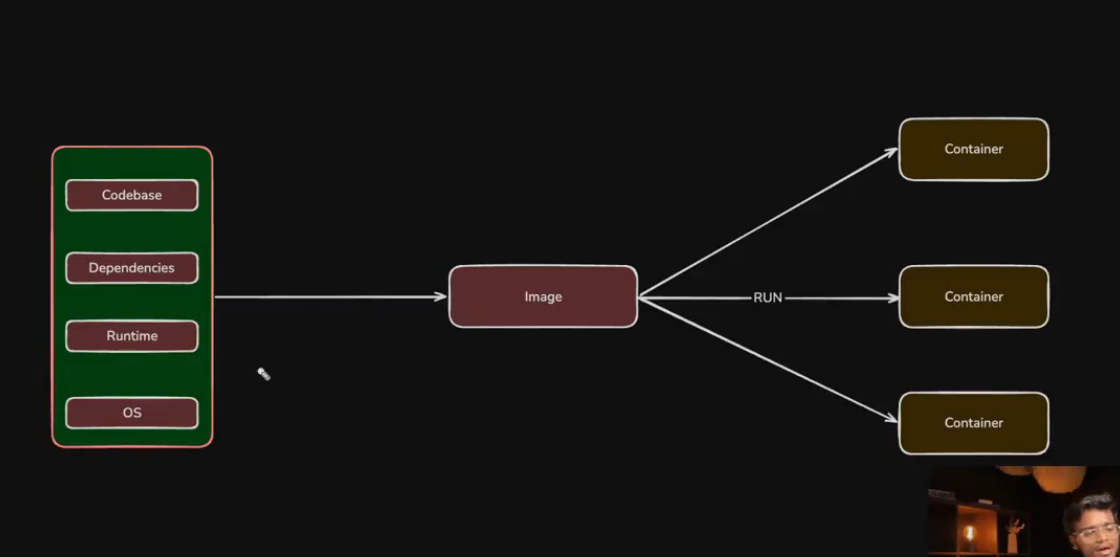 Codebase
Dependencies
Runtime
OS
Image
RUN
Container
Container
Container